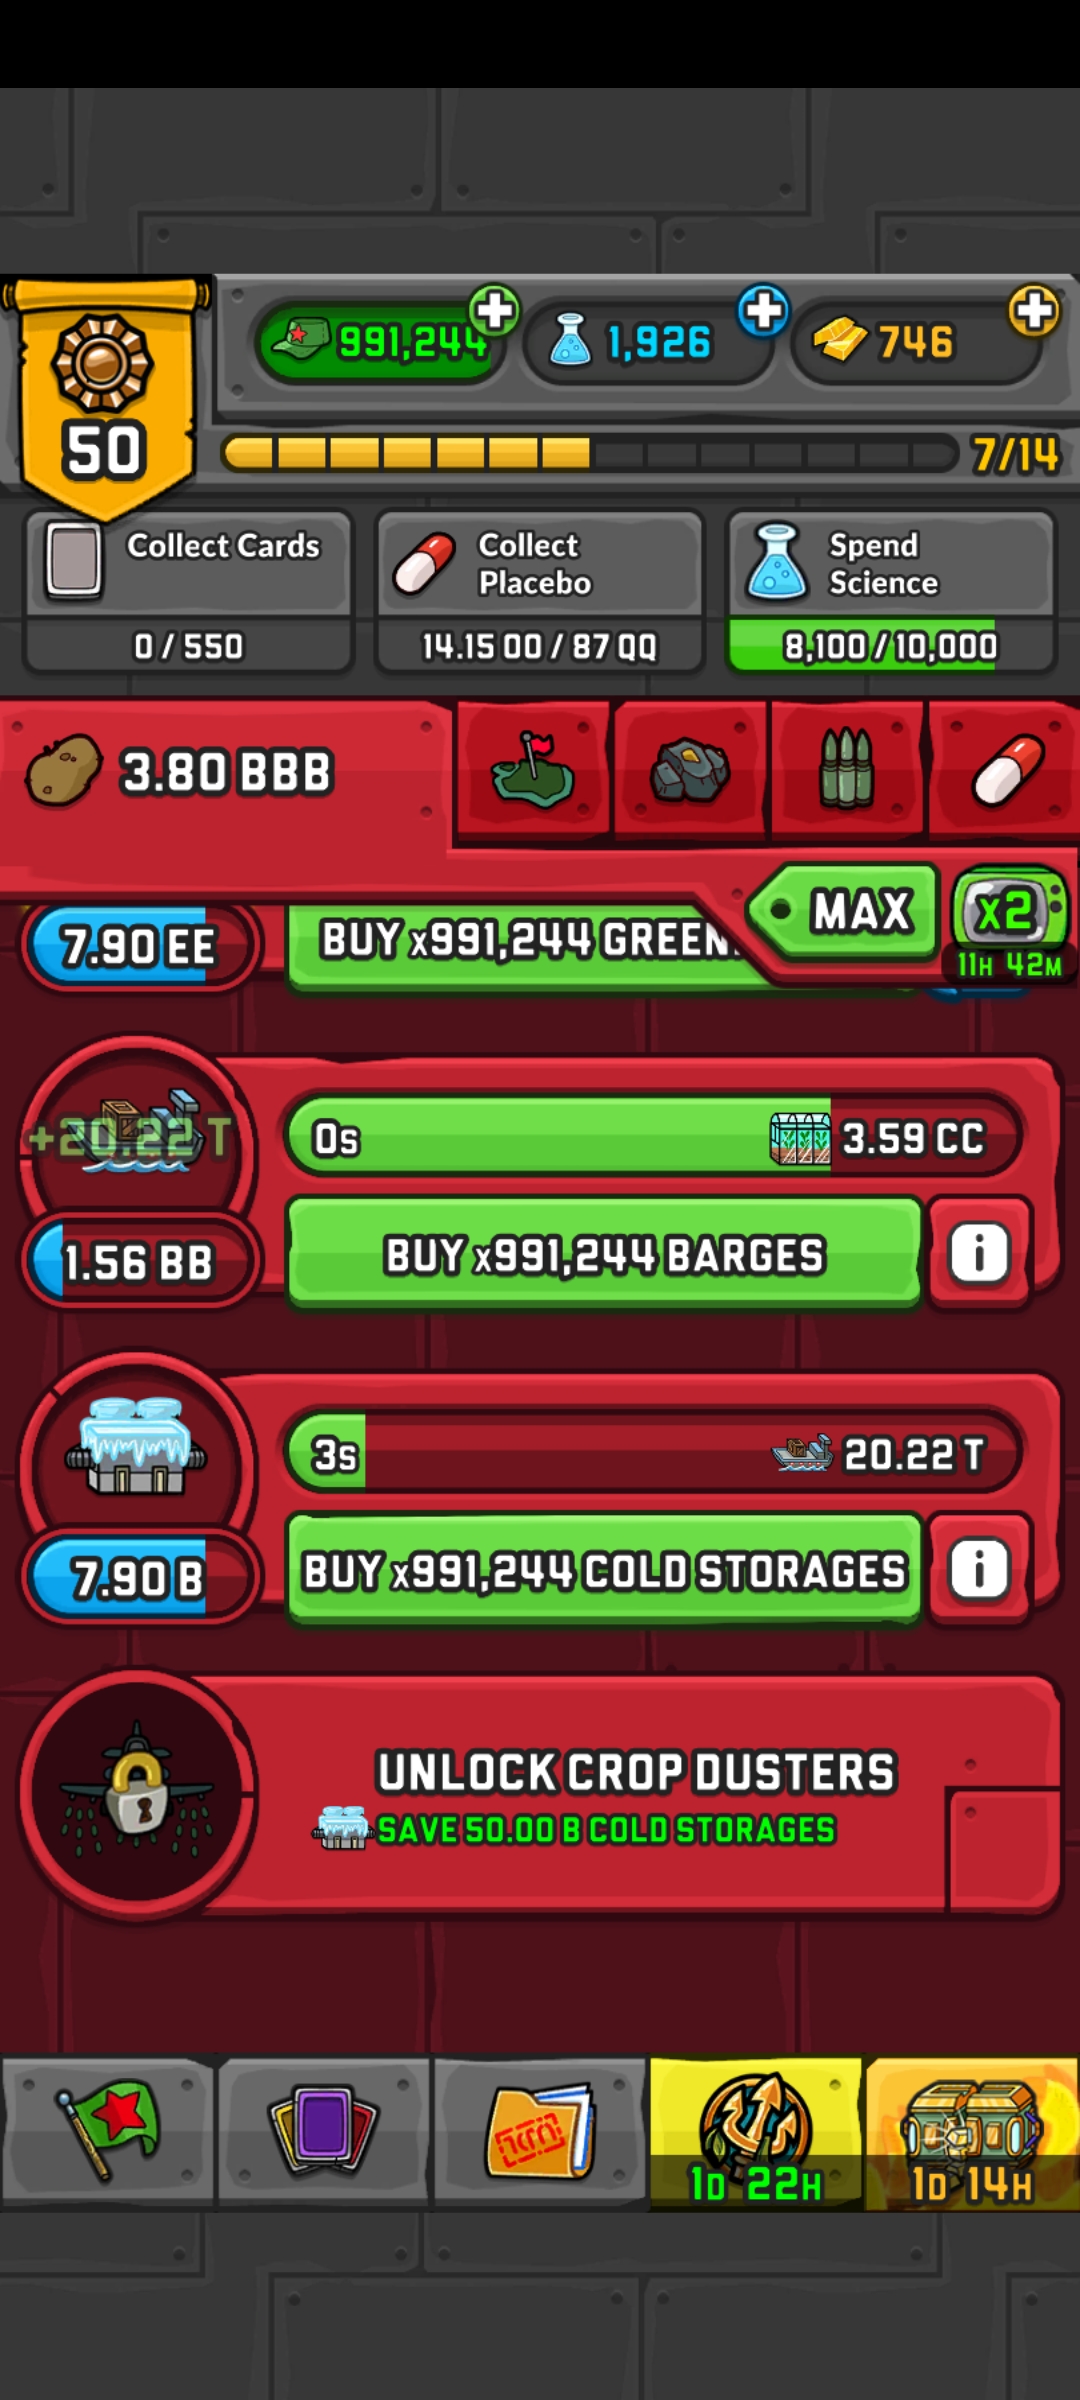 991,244
1,926
746
50
7/14
Collect Cards
0 / 550
Collect
Placebo
14.15 OO / 87 QQ
Spend
Science
8,100 / 10,000
3.80 BBB
MAX
x2
11H 42M
7.90 EE
BUY x991,244 GREEN
+20.22 T
0s
3.59 CC
1.56 BB
BUY x991,244 BARGES
i
3s
20.22 T
7.90 B
BUY x991,244 COLD STORAGES
i
UNLOCK CROP DUSTERS
SAVE 50.00 B COLD STORAGES
1D 22H
1D 14H